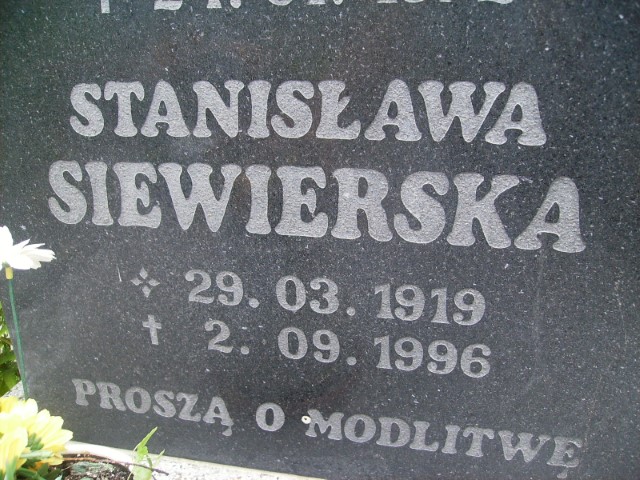 STANISŁAWA
SIEWIERSKA
29. 03. 1919
† 2. 09. 1996
PROSZĄ O MODLITWĘ